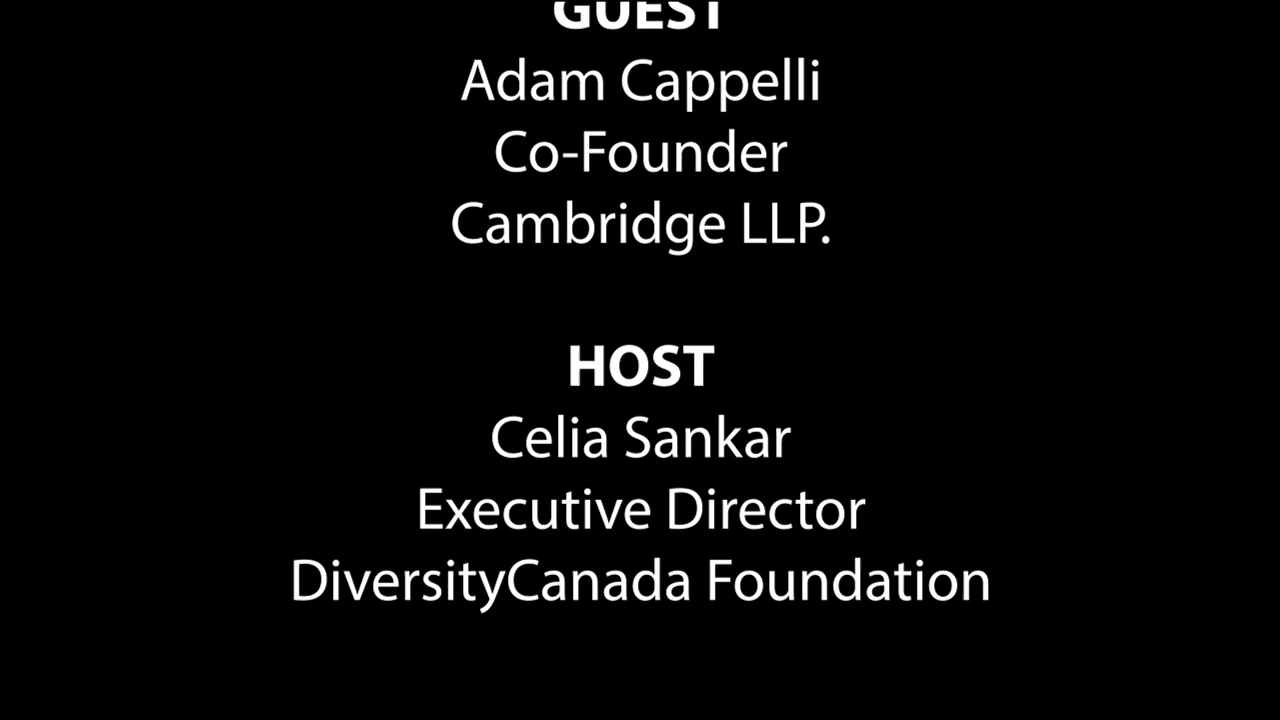 GUEST
Adam Cappelli
Co-Founder
Cambridge LLP.
HOST
Celia Sankar
Executive Director
DiversityCanada Foundation